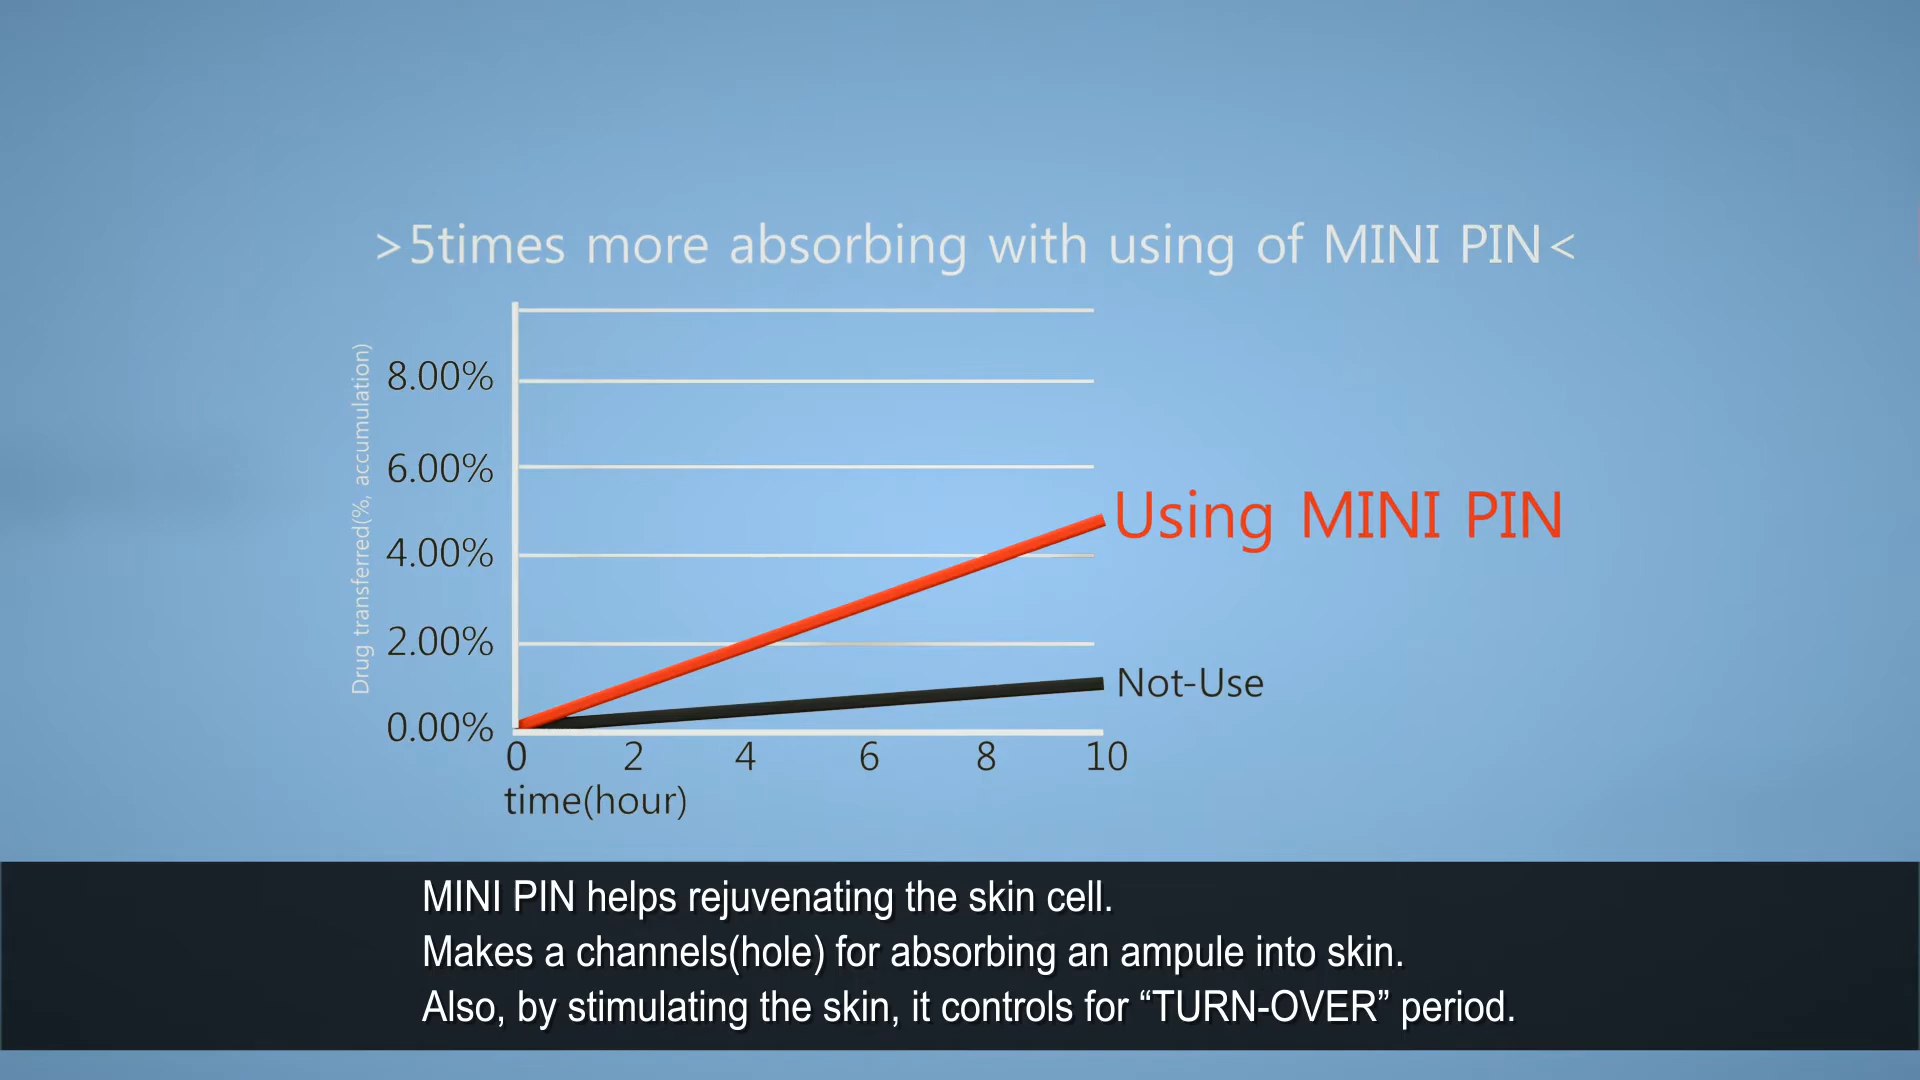 >5times more absorbing with using of MINI PIN<
Drug transferred(%, accumulation)
8.00%
6.00%
4.00%
2.00%
0.00%
Using MINI PIN
Not-Use
0 2 4 6 8 10
time(hour)
MINI PIN helps rejuvenating the skin cell.
Makes a channels(hole) for absorbing an ampule into skin.
Also, by stimulating the skin, it controls for “TURN-OVER” period.